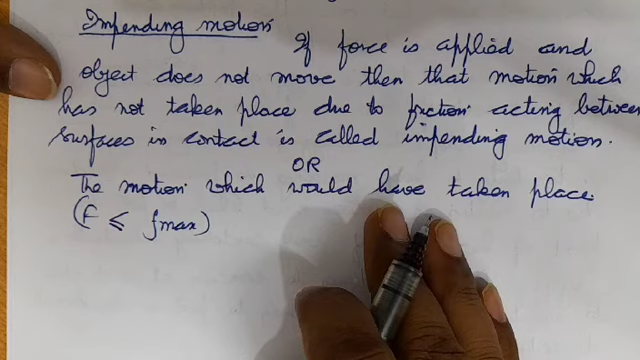 Impending motion
If force is applied and
object does not move then that motion which
has not taken place due to friction acting between
surfaces in contact is called impending motion.
OR
The motion which would have taken place
(F ≤ fmax)